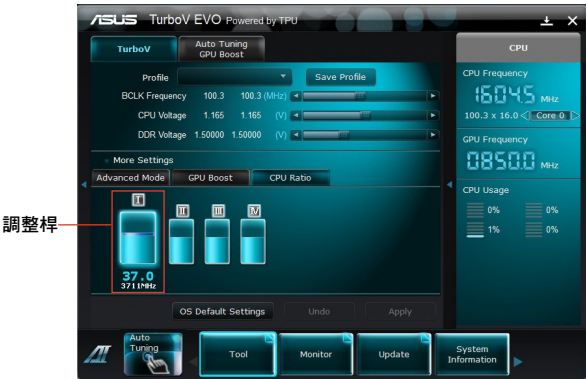 ASUS TurboV EVO Powered by TPU
TurboV
Auto Tuning
GPU Boost
Profile
Save Profile
BCLK Frequency 100.3 100.3 (MHz)
CPU Voltage 1.165 1.165 (V)
DDR Voltage 1.50000 1.50000 (V)
More Settings
Advanced Mode GPU Boost CPU Ratio
I
II III IV
調整桿
37.0
3711MHz
OS Default Settings Undo Apply
CPU
CPU Frequency
1604.5 MHz
100.3 x 16.0 Core 0
GPU Frequency
0850.0 MHz
CPU Usage
0% 0%
1% 0%
AI
Auto
Tuning
Tool
Monitor
Update
System
Information